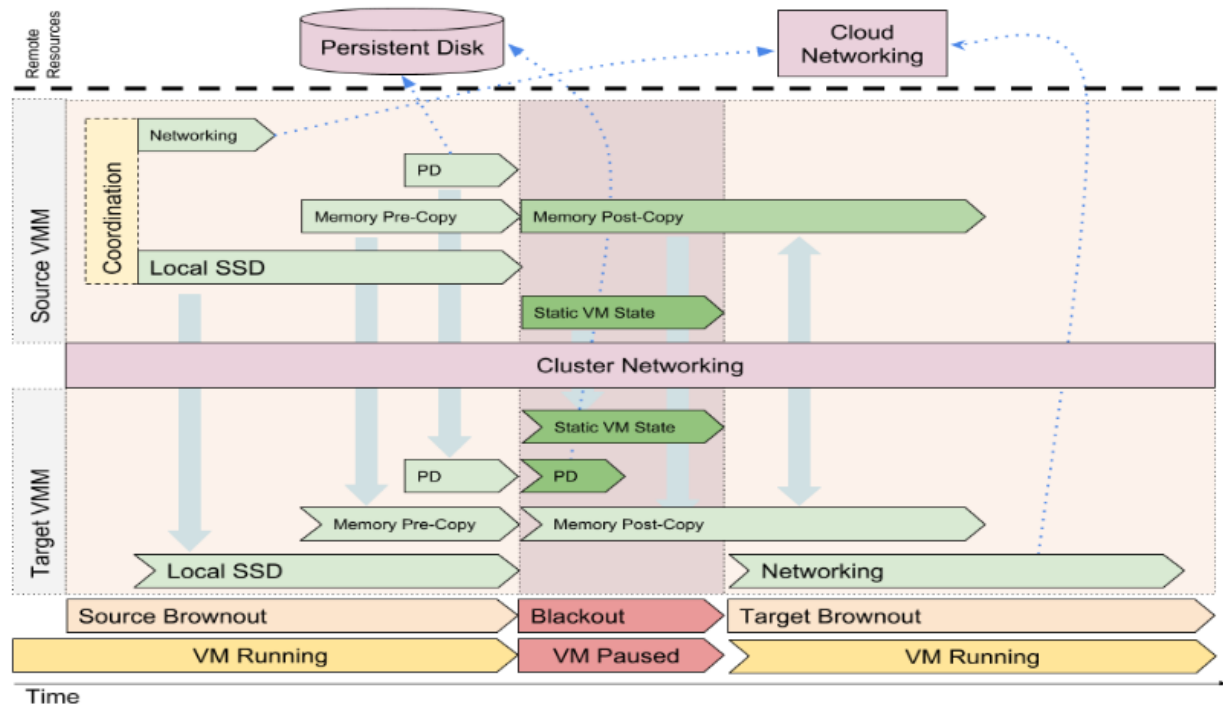 Remote
Resources
Persistent Disk
Cloud
Networking
Source VMM
Coordination
Networking
PD
Memory Pre-Copy
Memory Post-Copy
Local SSD
Static VM State
Cluster Networking
Target VMM
Static VM State
PD
PD
Memory Pre-Copy
Memory Post-Copy
Local SSD
Networking
Source Brownout
Blackout
Target Brownout
VM Running
VM Paused
VM Running
Time